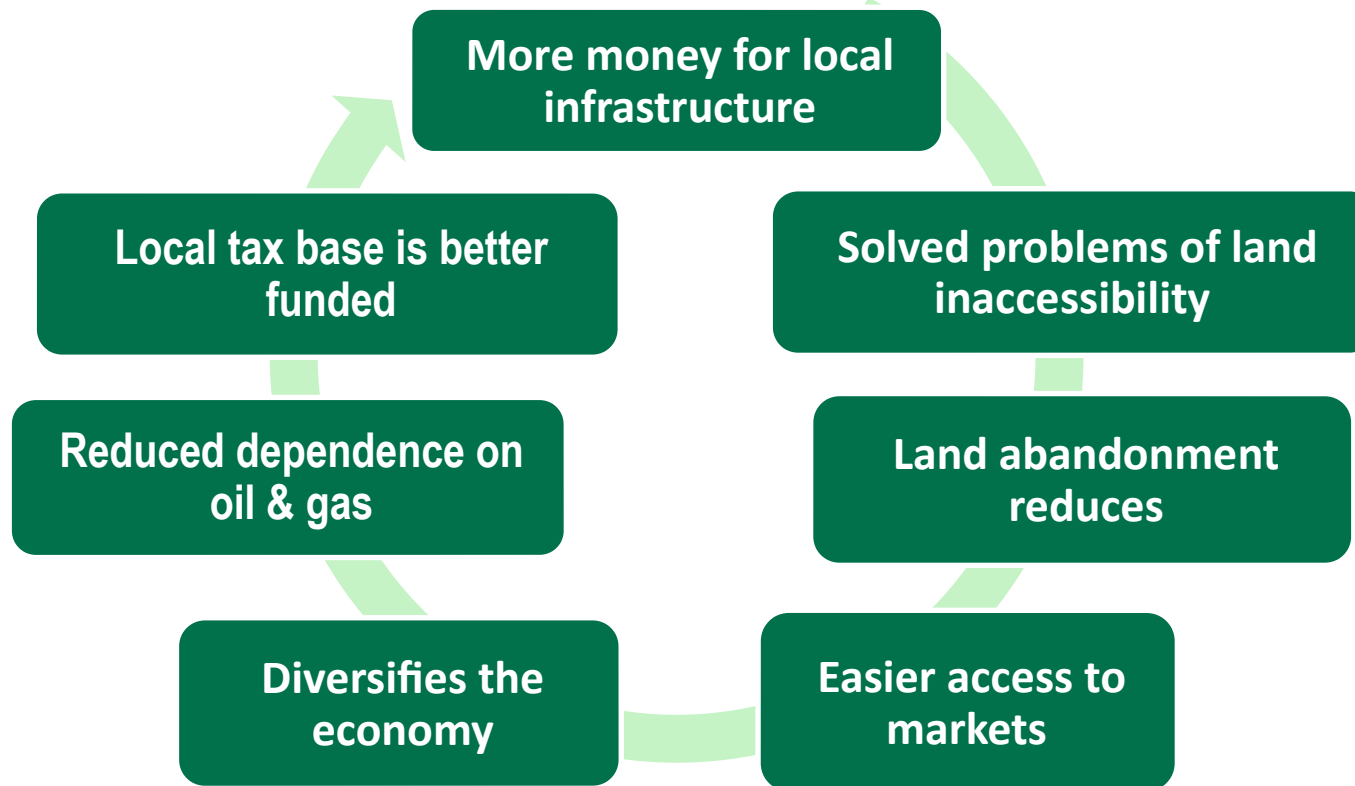 More money for local
infrastructure
Solved problems of land
inaccessibility
Land abandonment
reduces
Easier access to
markets
Diversifies the
economy
Reduced dependence on
oil & gas
Local tax base is better
funded